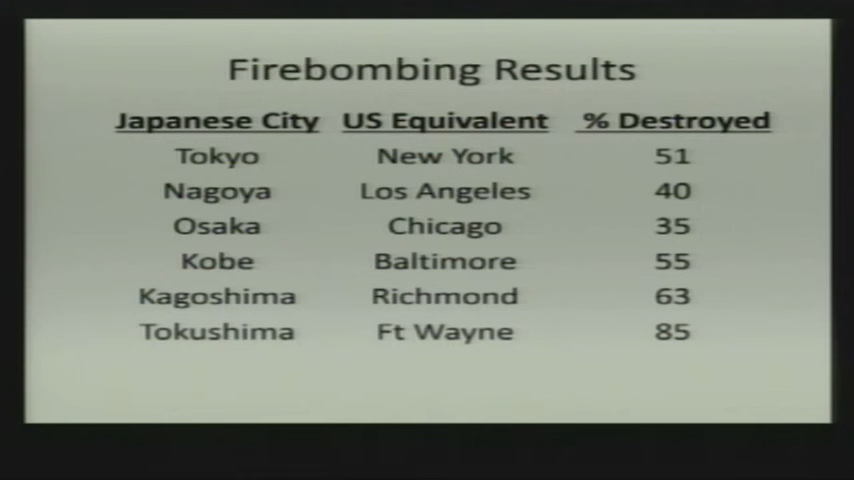 Firebombing Results
Japanese City US Equivalent % Destroyed
Tokyo New York 51
Nagoya Los Angeles 40
Osaka Chicago 35
Kobe Baltimore 55
Kagoshima Richmond 63
Tokushima Ft Wayne 85